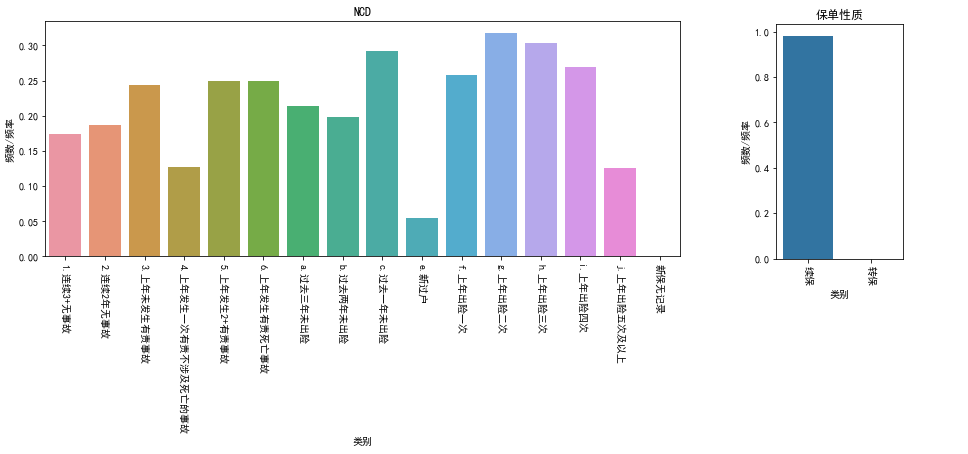 NCD
频数/频率
0.30
0.25
0.20
0.15
0.10
0.05
0.00
1. 连续3+无事故
2. 连续2年无事故
3. 上年未发生有责事故
4. 上年发生一次有责不涉及死亡的事故
5. 上年发生2+有责事故
6. 上年发生有责死亡事故
a. 过去三年未出险
b. 过去两年未出险
c. 过去一年未出险
e. 新过户
f. 上年出险一次
g. 上年出险二次
h. 上年出险三次
i. 上年出险四次
j. 上年出险五次及以上
新保无记录
类别
保单性质
频数/频率
1.0
0.8
0.6
0.4
0.2
0.0
续保
转保
类别